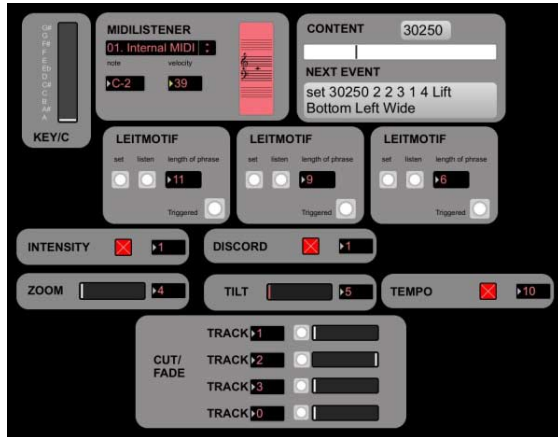 G#
G
F#
F
E
Eb
D
C#
C
B
A#
A
KEY/C
MIDILISTENER
01. Internal MIDI
note velocity
C-2 39
CONTENT 30250
NEXT EVENT
set 30250 2 2 3 1 4 Lift
Bottom Left Wide
LEITMOTIF
set listen length of phrase
11
Triggered
LEITMOTIF
set listen length of phrase
9
Triggered
LEITMOTIF
set listen length of phrase
6
Triggered
INTENSITY 1
DISCORD 1
ZOOM 4
TILT 5
TEMPO 10
CUT/
FADE
TRACK 1
TRACK 2
TRACK 3
TRACK 0